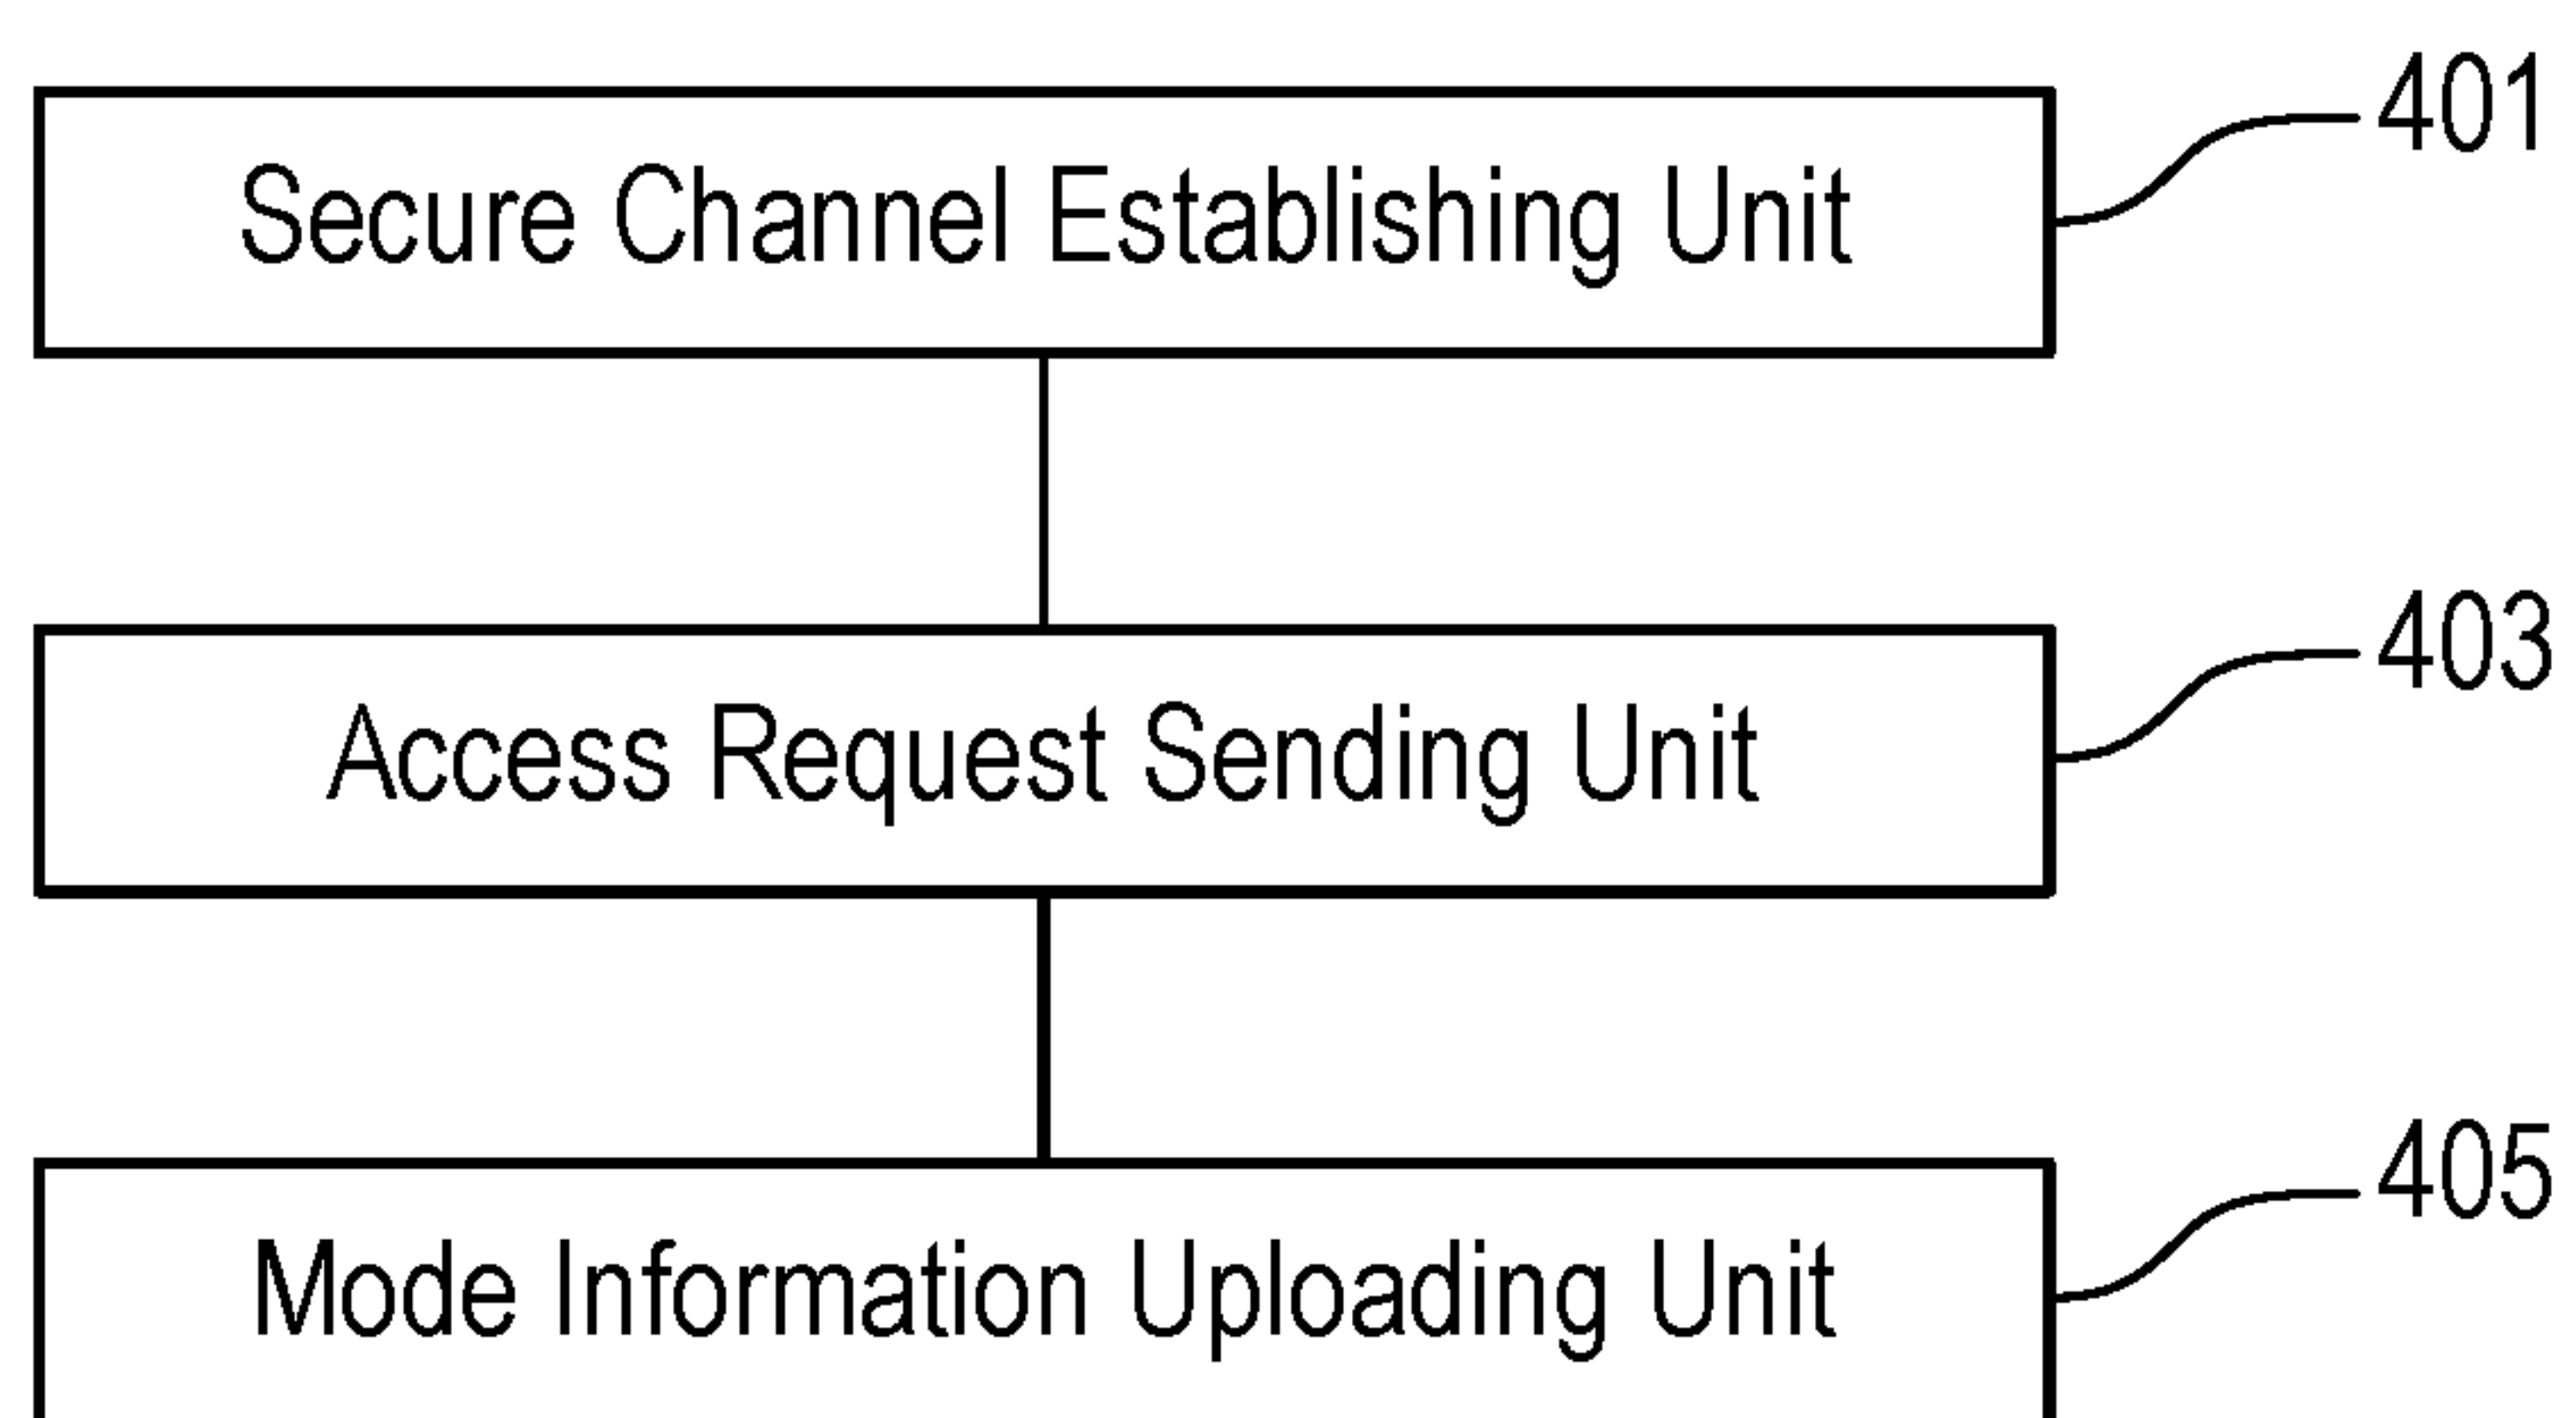 401
Secure Channel Establishing Unit
403
Access Request Sending Unit
405
Mode Information Uploading Unit